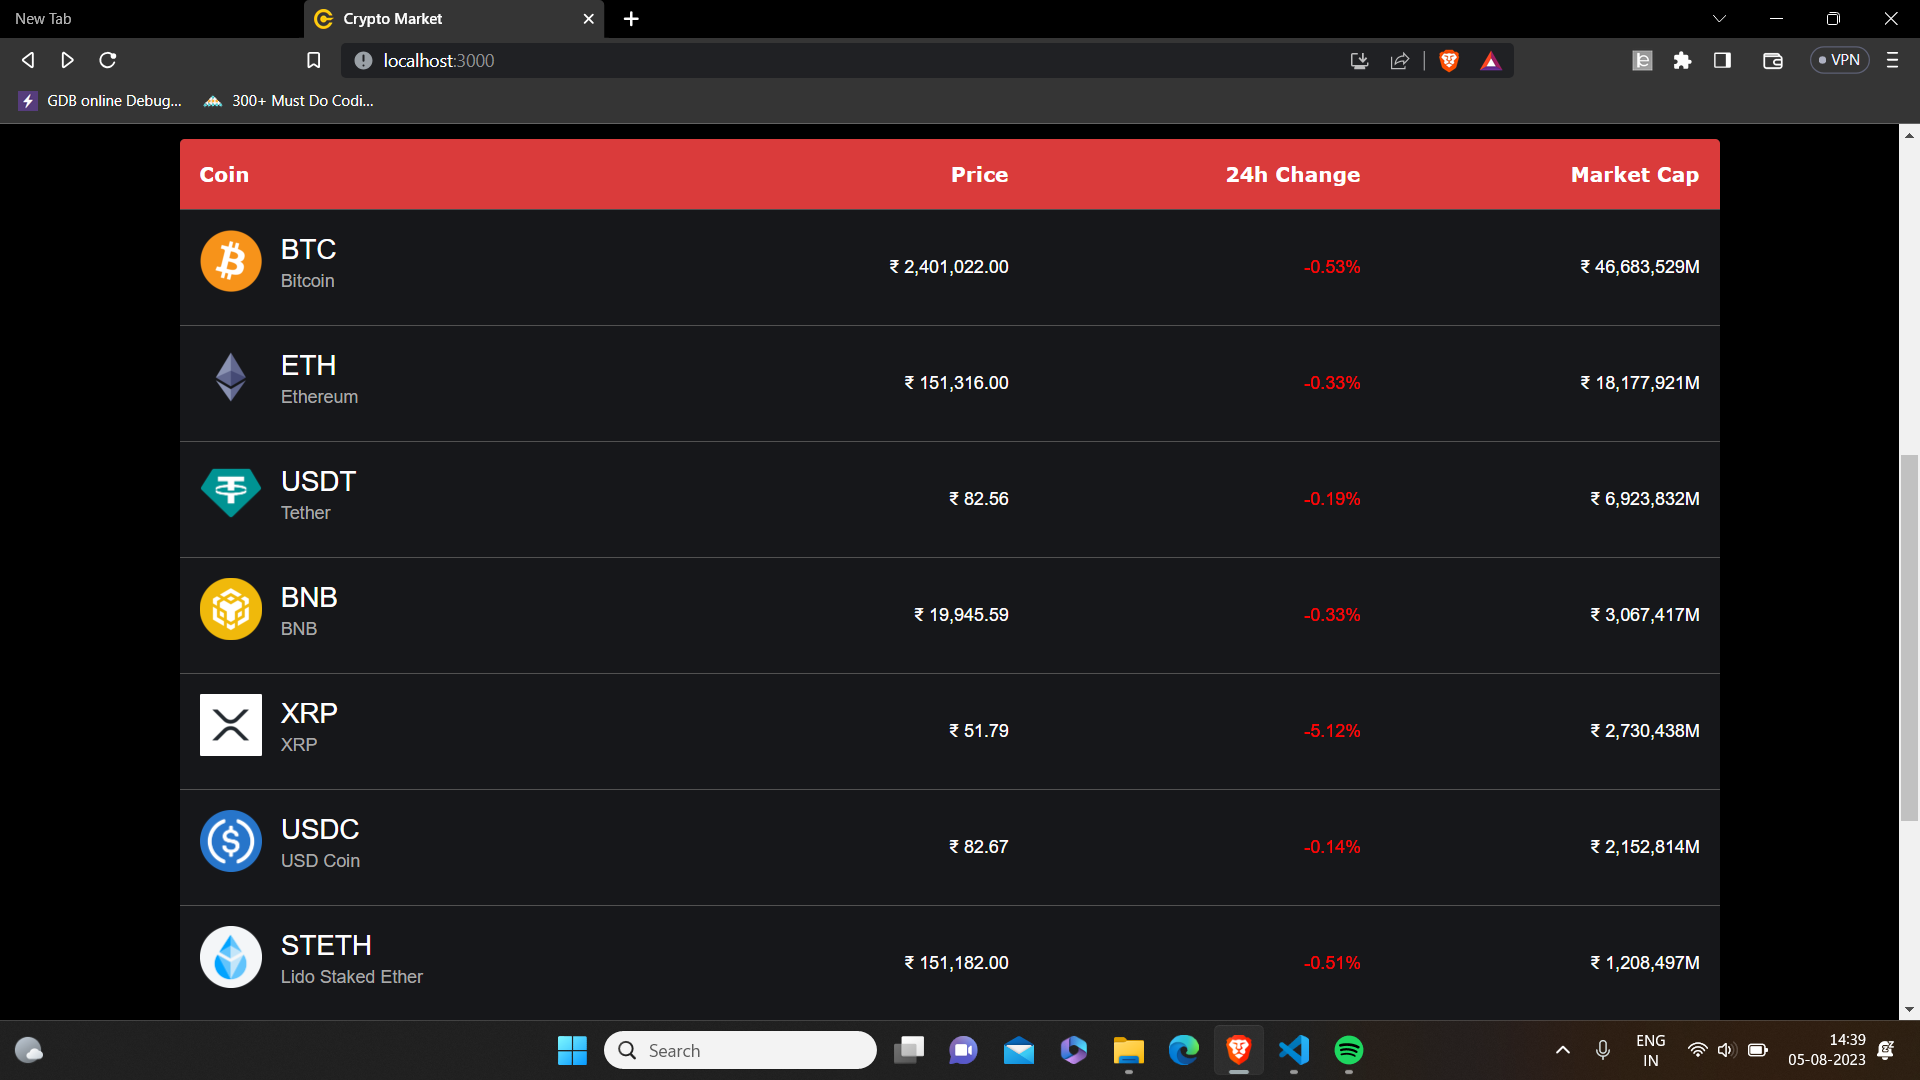 New Tab
Crypto Market
localhost:3000
VPN
GDB online Debug...
300+ Must Do Codi...
Coin Price 24h Change Market Cap
BTC
Bitcoin
₹ 2,401,022.00 -0.53% ₹ 46,683,529M
ETH
Ethereum
₹ 151,316.00 -0.33% ₹ 18,177,921M
USDT
Tether
₹ 82.56 -0.19% ₹ 6,923,832M
BNB
BNB
₹ 19,945.59 -0.33% ₹ 3,067,417M
XRP
XRP
₹ 51.79 -5.12% ₹ 2,730,438M
USDC
USD Coin
₹ 82.67 -0.14% ₹ 2,152,814M
STETH
Lido Staked Ether
₹ 151,182.00 -0.51% ₹ 1,208,497M
Search
ENG
IN
14:39
05-08-2023